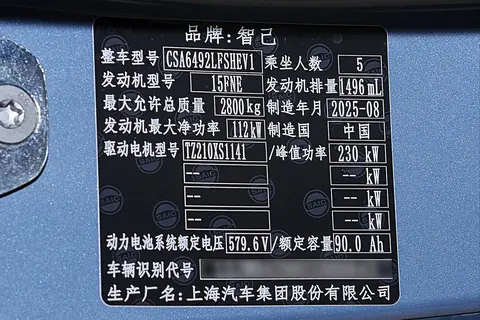 品牌:智己
整车型号 CSA6492LFSHEV1 乘坐人数 5
发动机型号 15FNE 发动机排量 1496 mL
最大允许总质量 2800 kg 制造年月 2025-08
发动机最大净功率 112 kW 制造国 中国
驱动电机型号 TZ210XS1141 /峰值功率 230 kW
-- -- kW
-- -- kW
-- -- kW
动力电池系统额定电压 579.6 V/额定容量 90.0 Ah
车辆识别代号
生产厂名:上海汽车集团股份有限公司